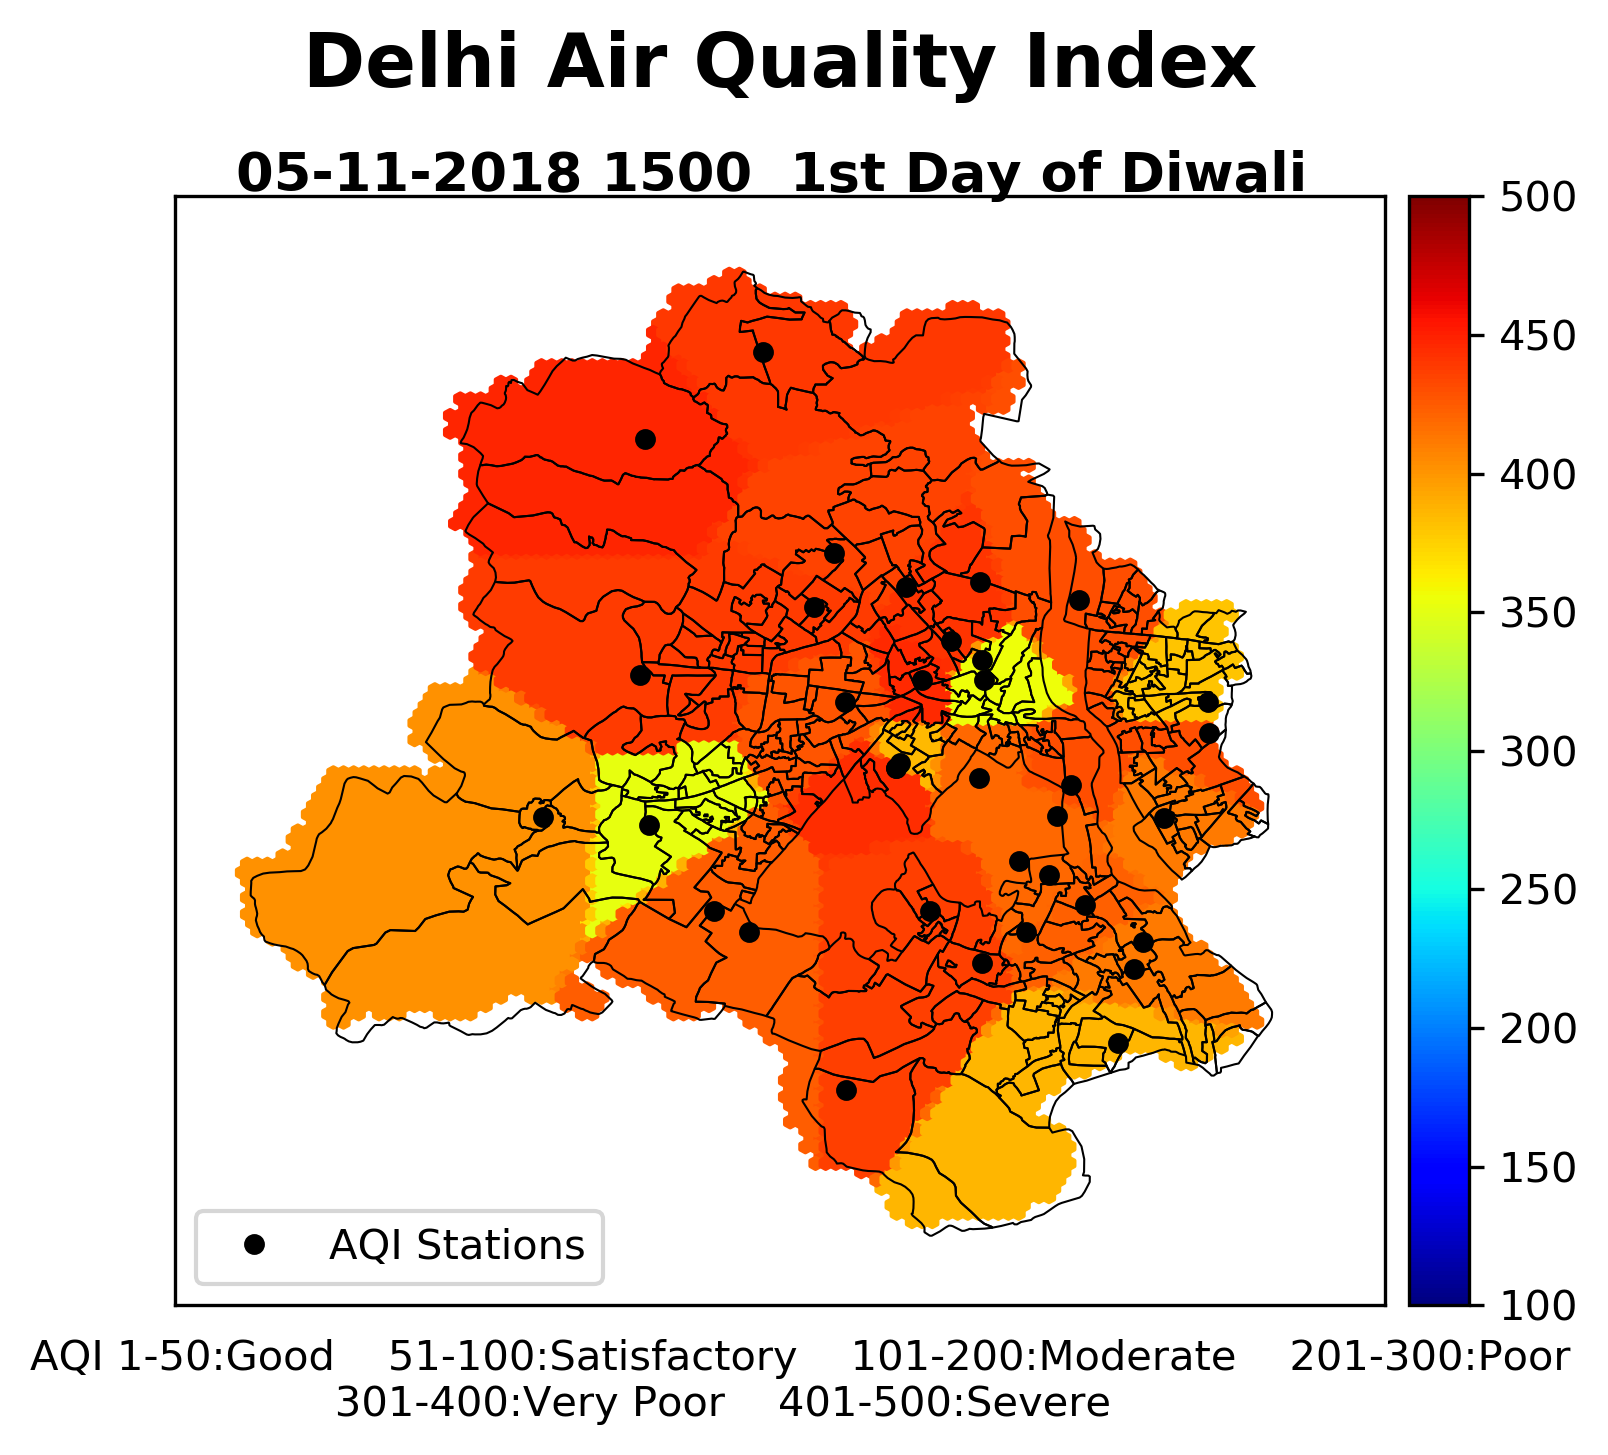 Delhi Air Quality Index
05-11-2018 1500  1st Day of Diwali
500
450
400
350
300
250
200
150
100
AQI Stations
AQI 1-50:Good    51-100:Satisfactory    101-200:Moderate    201-300:Poor
301-400:Very Poor    401-500:Severe